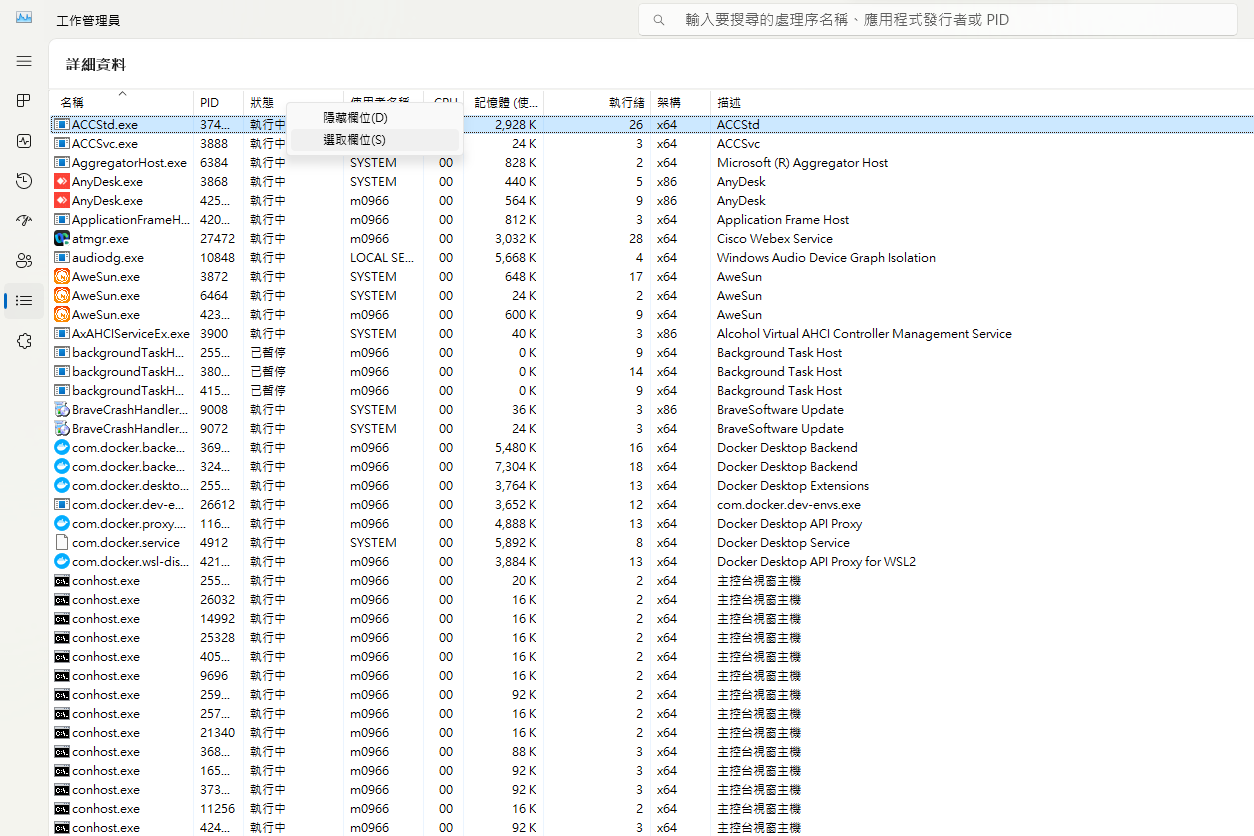 工作管理員
輸入要搜尋的處理序名稱、應用程式發行者或 PID
詳細資料
名稱 PID 狀態 使用者名稱 CPU 記憶體 (使... 執行緒 架構 描述
隱藏欄位(D)
選取欄位(S)
ACCStd.exe 374... 執行中 2,928 K 26 x64 ACCStd
ACCSvc.exe 3888 執行中 24 K 3 x64 ACCSvc
AggregatorHost.exe 6384 執行中 SYSTEM 00 828 K 2 x64 Microsoft (R) Aggregator Host
AnyDesk.exe 3868 執行中 SYSTEM 00 440 K 5 x86 AnyDesk
AnyDesk.exe 425... 執行中 m0966 00 564 K 9 x86 AnyDesk
ApplicationFrameH... 420... 執行中 m0966 00 812 K 3 x64 Application Frame Host
atmgr.exe 27472 執行中 m0966 00 3,032 K 28 x64 Cisco Webex Service
audiodg.exe 10848 執行中 LOCAL SE... 00 5,668 K 4 x64 Windows Audio Device Graph Isolation
AweSun.exe 3872 執行中 SYSTEM 00 648 K 17 x64 AweSun
AweSun.exe 6464 執行中 SYSTEM 00 24 K 2 x64 AweSun
AweSun.exe 423... 執行中 m0966 00 600 K 9 x64 AweSun
AxAHCIServiceEx.exe 3900 執行中 SYSTEM 00 40 K 3 x86 Alcohol Virtual AHCI Controller Management Service
backgroundTaskH... 255... 已暫停 m0966 00 0 K 9 x64 Background Task Host
backgroundTaskH... 380... 已暫停 m0966 00 0 K 14 x64 Background Task Host
backgroundTaskH... 415... 已暫停 m0966 00 0 K 9 x64 Background Task Host
BraveCrashHandler... 9008 執行中 SYSTEM 00 36 K 3 x86 BraveSoftware Update
BraveCrashHandler... 9072 執行中 SYSTEM 00 24 K 3 x64 BraveSoftware Update
com.docker.backe... 369... 執行中 m0966 00 5,480 K 16 x64 Docker Desktop Backend
com.docker.backe... 324... 執行中 m0966 00 7,304 K 18 x64 Docker Desktop Backend
com.docker.deskto... 255... 執行中 m0966 00 3,764 K 13 x64 Docker Desktop Extensions
com.docker.dev-e... 26612 執行中 m0966 00 3,652 K 12 x64 com.docker.dev-envs.exe
com.docker.proxy.... 116... 執行中 m0966 00 4,888 K 13 x64 Docker Desktop API Proxy
com.docker.service 4912 執行中 SYSTEM 00 5,892 K 8 x64 Docker Desktop Service
com.docker.wsl-dis... 421... 執行中 m0966 00 3,884 K 13 x64 Docker Desktop API Proxy for WSL2
conhost.exe 255... 執行中 m0966 00 20 K 2 x64 主控台視窗主機
conhost.exe 26032 執行中 m0966 00 16 K 2 x64 主控台視窗主機
conhost.exe 14992 執行中 m0966 00 16 K 2 x64 主控台視窗主機
conhost.exe 25328 執行中 m0966 00 16 K 2 x64 主控台視窗主機
conhost.exe 405... 執行中 m0966 00 16 K 2 x64 主控台視窗主機
conhost.exe 9696 執行中 m0966 00 16 K 2 x64 主控台視窗主機
conhost.exe 259... 執行中 m0966 00 92 K 2 x64 主控台視窗主機
conhost.exe 257... 執行中 m0966 00 16 K 2 x64 主控台視窗主機
conhost.exe 21340 執行中 m0966 00 16 K 2 x64 主控台視窗主機
conhost.exe 368... 執行中 m0966 00 88 K 3 x64 主控台視窗主機
conhost.exe 165... 執行中 m0966 00 92 K 3 x64 主控台視窗主機
conhost.exe 373... 執行中 m0966 00 92 K 3 x64 主控台視窗主機
conhost.exe 11256 執行中 m0966 00 16 K 2 x64 主控台視窗主機
conhost.exe 424... 執行中 m0966 00 92 K 3 x64 主控台視窗主機